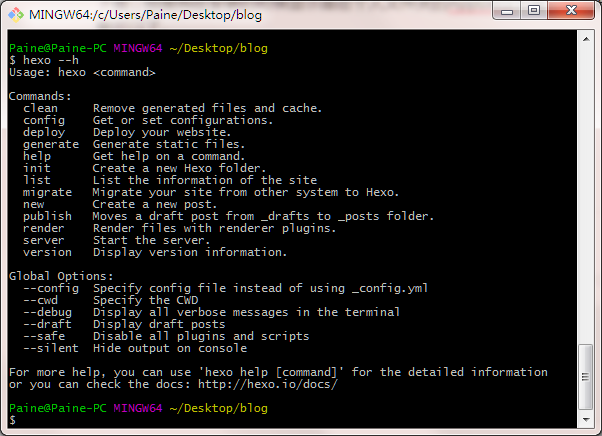 MINGW64:/c/Users/Paine/Desktop/blog
Paine@Paine-PC MINGW64 ~/Desktop/blog
$ hexo --h
Usage: hexo <command>
Commands:
clean Remove generated files and cache.
config Get or set configurations.
deploy Deploy your website.
generate Generate static files.
help Get help on a command.
init Create a new Hexo folder.
list List the information of the site
migrate Migrate your site from other system to Hexo.
new Create a new post.
publish Moves a draft post from _drafts to _posts folder.
render Render files with renderer plugins.
server Start the server.
version Display version information.
Global Options:
--config Specify config file instead of using _config.yml
--cwd Specify the CWD
--debug Display all verbose messages in the terminal
--draft Display draft posts
--safe Disable all plugins and scripts
--silent Hide output on console
For more help, you can use 'hexo help [command]' for the detailed information
or you can check the docs: http://hexo.io/docs/
Paine@Paine-PC MINGW64 ~/Desktop/blog
$